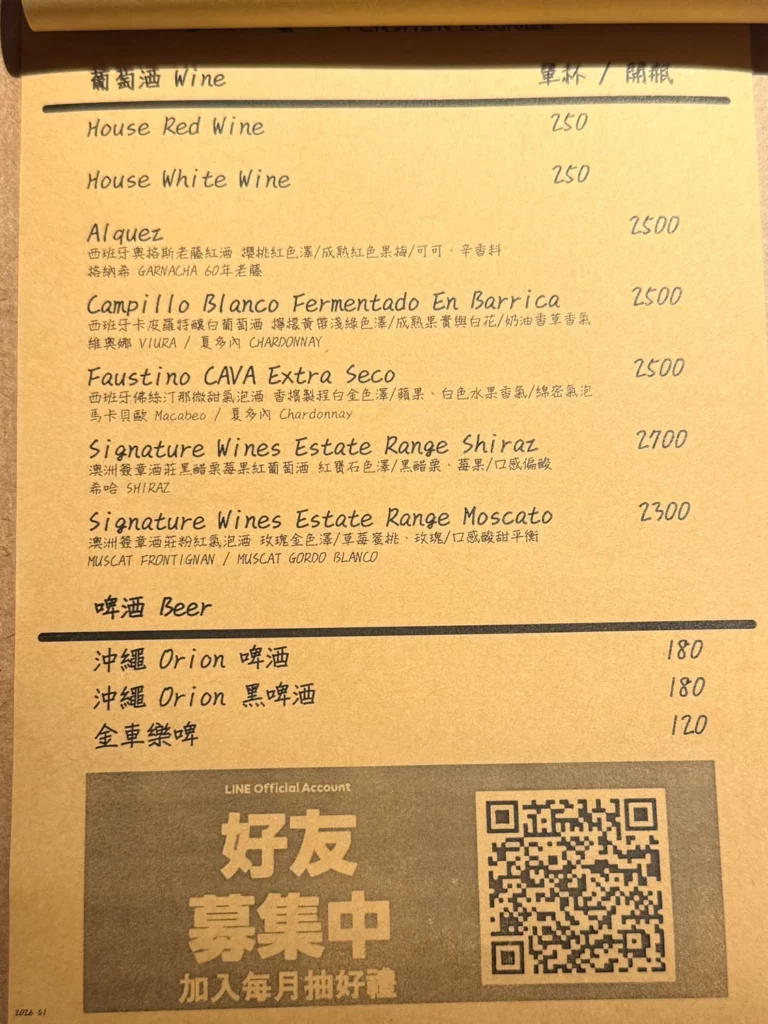 葡萄酒 Wine 單杯 / 開瓶
House Red Wine 250
House White Wine 250
Alquez 2500
西班牙奧格斯老藤紅酒 櫻桃紅色澤/成熟紅色果梅/可可、辛香料
格納希 GARNACHA 60年老藤
Campillo Blanco Fermentado En Barrica 2500
西班牙卡皮羅特釀白葡萄酒 檸檬黃帶淺綠色澤/成熟果實與白花/奶油香草香氣
維奧娜 VIURA / 夏多內 CHARDONNAY
Faustino CAVA Extra Seco 2500
西班牙佛絲汀那微甜氣泡酒 香檳製程白金色澤/蘋果、白色水果香氣/綿密氣泡
馬卡貝歐 Macabeo / 夏多內 Chardonnay
Signature Wines Estate Range Shiraz 2700
澳洲簽章酒莊黑醋栗莓果紅葡萄酒 紅寶石色澤/黑醋栗、莓果/口感偏酸
希哈 SHIRAZ
Signature Wines Estate Range Moscato 2300
澳洲簽章酒莊粉紅氣泡酒 玫瑰金色澤/草莓蜜桃、玫瑰/口感酸甜平衡
MUSCAT FRONTIGNAN / MUSCAT GORDO BLANCO
啤酒 Beer
沖繩 Orion 啤酒 180
沖繩 Orion 黑啤酒 180
金車樂啤 120
LINE Official Account
好友
募集中
加入每月抽好禮